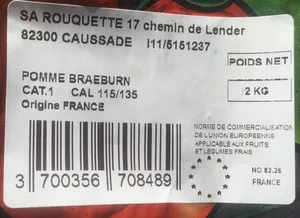 SA ROUQUETTE 17 chemin de Lender
82300 CAUSSADE I11/5151237
POIDS NET
2 KG
POMME BRAEBURN
CAT.1 CAL 115/135
Origine FRANCE
NORME DE COMMERCIALISATION
DE L'UNION EUROPEENNE
APPLICABLE AUX FRUITS
ET LEGUMES FRAIS
NO 82.26
FRANCE
3 700356 708489